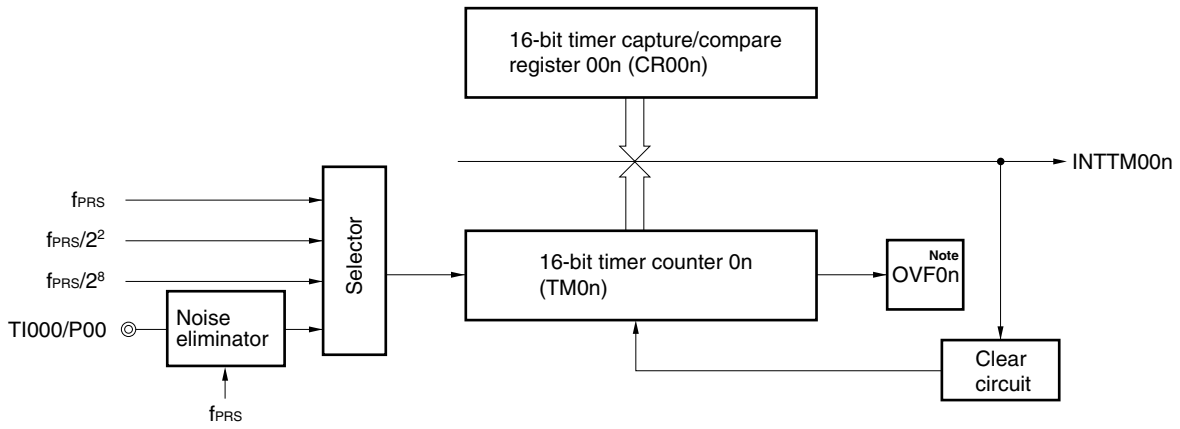 16-bit timer capture/compare
register 00n (CR00n)
INTTM00n
fPRS
fPRS/2²
fPRS/2⁸
TI000/P00
Noise
eliminator
fPRS
Selector
16-bit timer counter 0n
(TM0n)
Note
OVF0n
Clear
circuit